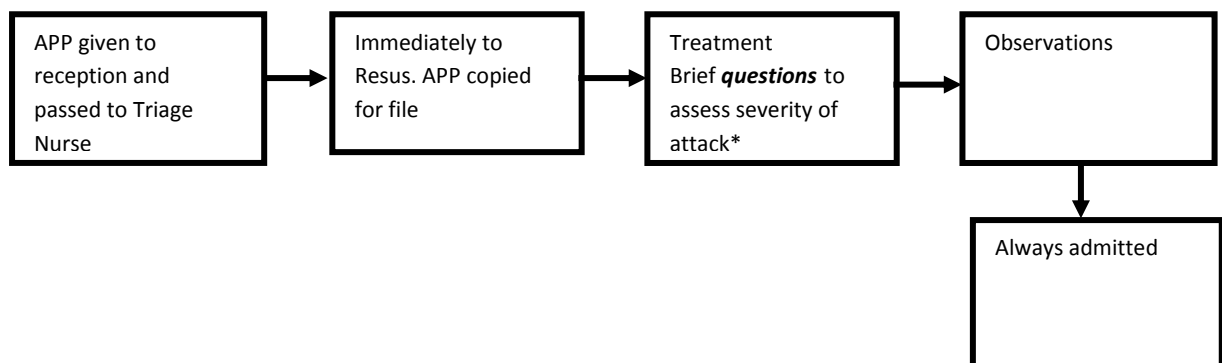 APP given to
reception and
passed to Triage
Nurse
Immediately to
Resus. APP copied
for file
Treatment
Brief questions to
assess severity of
attack*
Observations
Always admitted